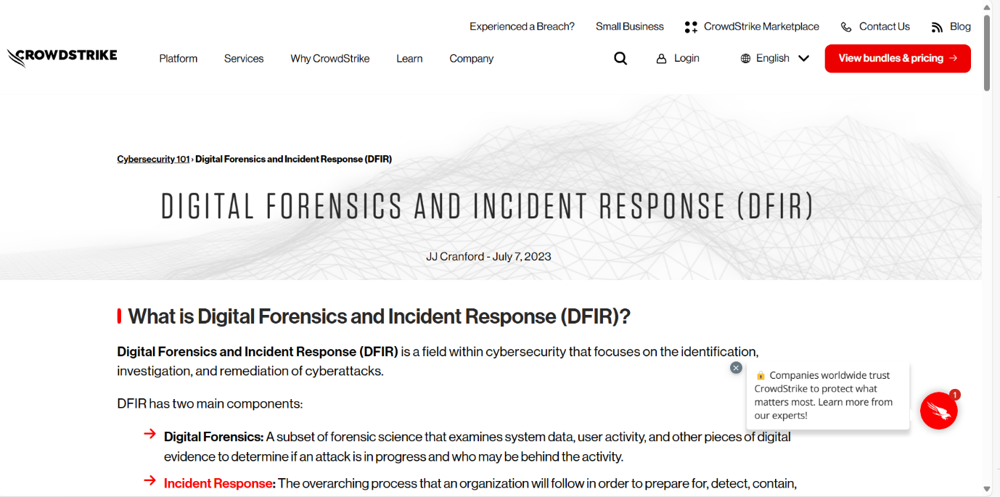 Experienced a Breach? Small Business CrowdStrike Marketplace Contact Us Blog
CROWDSTRIKE Platform Services Why CrowdStrike Learn Company Login English View bundles & pricing →
Cybersecurity 101 › Digital Forensics and Incident Response (DFIR)
DIGITAL FORENSICS AND INCIDENT RESPONSE (DFIR)
JJ Cranford - July 7, 2023
What is Digital Forensics and Incident Response (DFIR)?
Digital Forensics and Incident Response (DFIR) is a field within cybersecurity that focuses on the identification,
investigation, and remediation of cyberattacks.
DFIR has two main components:
→ Digital Forensics: A subset of forensic science that examines system data, user activity, and other pieces of digital
evidence to determine if an attack is in progress and who may be behind the activity.
→ Incident Response: The overarching process that an organization will follow in order to prepare for, detect, contain,
🔒 Companies worldwide trust
CrowdStrike to protect what
matters most. Learn more from
our experts!
1